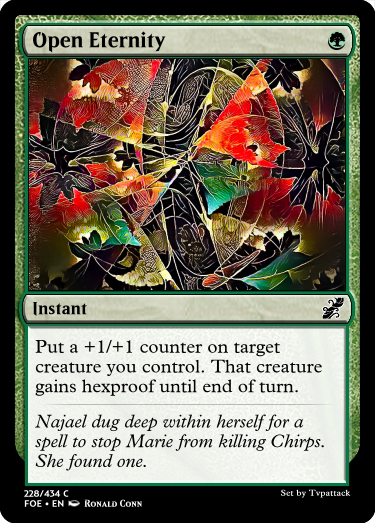 Open Eternity
Instant
Put a +1/+1 counter on target
creature you control. That creature
gains hexproof until end of turn.
Najael dug deep within herself for a
spell to stop Marie from killing Chirps.
She found one.
228/434 C
FOE • EN Ronald Conn
Set by Tvpattack